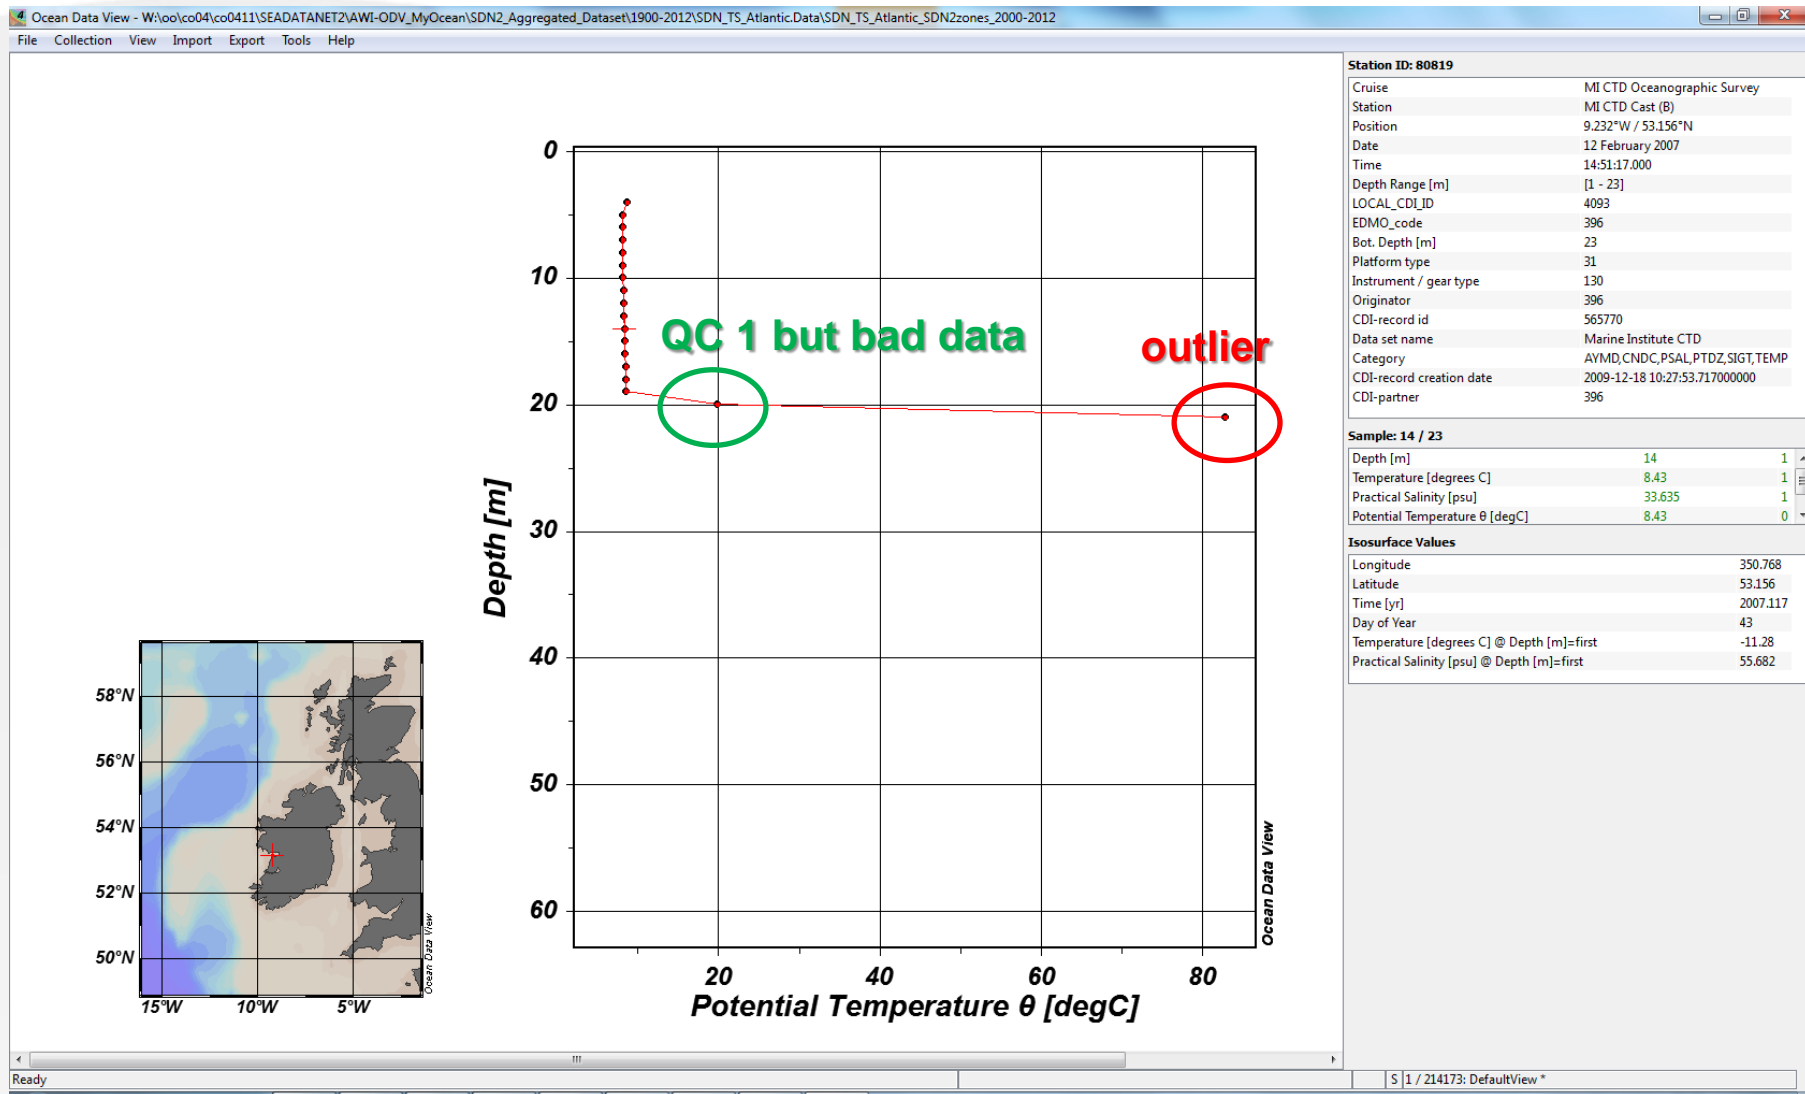 Ocean Data View - W:\oo\co04\co0411\SEADATANET2\AWI-ODV_MyOcean\SDN2_Aggregated_Dataset\1900-2012\SDN_TS_Atlantic.Data\SDN_TS_Atlantic_SDN2zones_2000-2012
File Collection View Import Export Tools Help
0
10
20
30
40
50
60
Depth [m]
QC 1 but bad data
outlier
20 40 60 80
Potential Temperature θ [degC]
Ocean Data View
58°N
56°N
54°N
52°N
50°N
15°W 10°W 5°W
Ocean Data View
Station ID: 80819
Cruise MI CTD Oceanographic Survey
Station MI CTD Cast (B)
Position 9.232°W / 53.156°N
Date 12 February 2007
Time 14:51:17.000
Depth Range [m] [1 - 23]
LOCAL_CDI_ID 4093
EDMO_code 396
Bot. Depth [m] 23
Platform type 31
Instrument / gear type 130
Originator 396
CDI-record id 565770
Data set name Marine Institute CTD
Category AYMD,CNDC,PSAL,PTDZ,SIGT,TEMP
CDI-record creation date 2009-12-18 10:27:53.717000000
CDI-partner 396
Sample: 14 / 23
Depth [m] 14 1
Temperature [degrees C] 8.43 1
Practical Salinity [psu] 33.635 1
Potential Temperature θ [degC] 8.43 0
Isosurface Values
Longitude 350.768
Latitude 53.156
Time [yr] 2007.117
Day of Year 43
Temperature [degrees C] @ Depth [m]=first -11.28
Practical Salinity [psu] @ Depth [m]=first 55.682
Ready
S 1 / 214173: DefaultView *